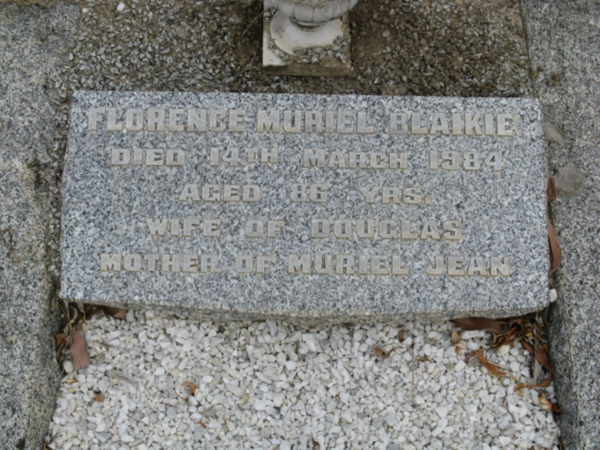 FLORENCE MURIEL BLAIKIE.
DIED 14TH MARCH 1984
AGED 86 YRS.
WIFE OF DOUGLAS
MOTHER OF MURIEL JEAN